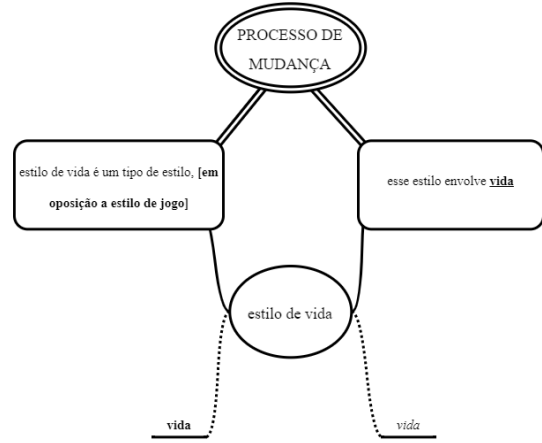 PROCESSO DE
MUDANÇA
estilo de vida é um tipo de estilo, [em
oposição a estilo de jogo]
esse estilo envolve vida
estilo de vida
vida
vida